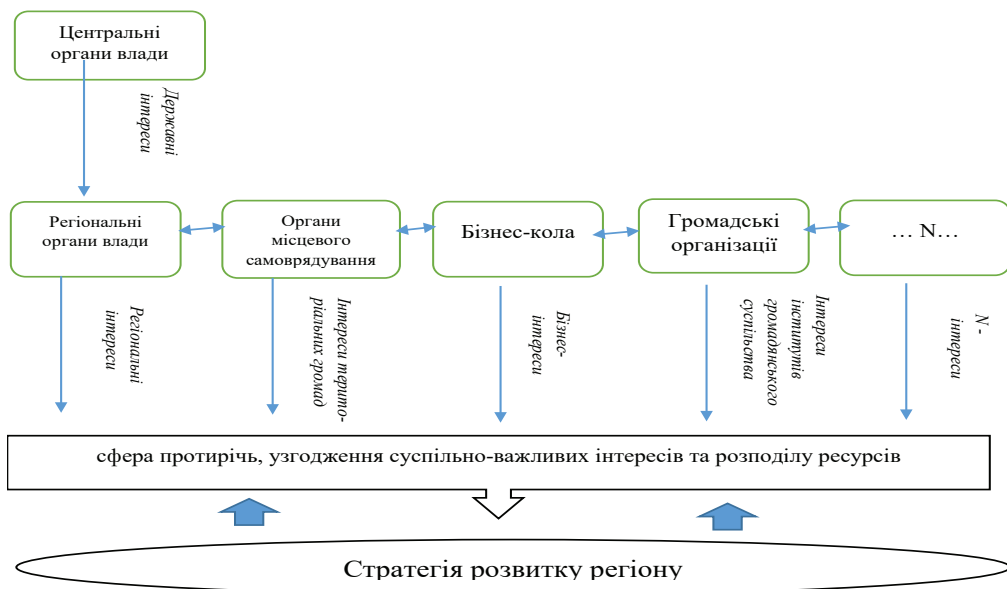 Центральні
органи влади
Державні
інтереси
Регіональні
органи влади
Органи
місцевого
самоврядування
Бізнес-кола
Громадські
організації
… N…
Регіональні
інтереси
Інтереси терито-
ріальних громад
Бізнес-
інтереси
Інтереси
інститутів
громадянського
суспільства
N -
інтереси
сфера протирічь, узгодження суспільно-важливих інтересів та розподілу ресурсів
Стратегія розвитку регіону